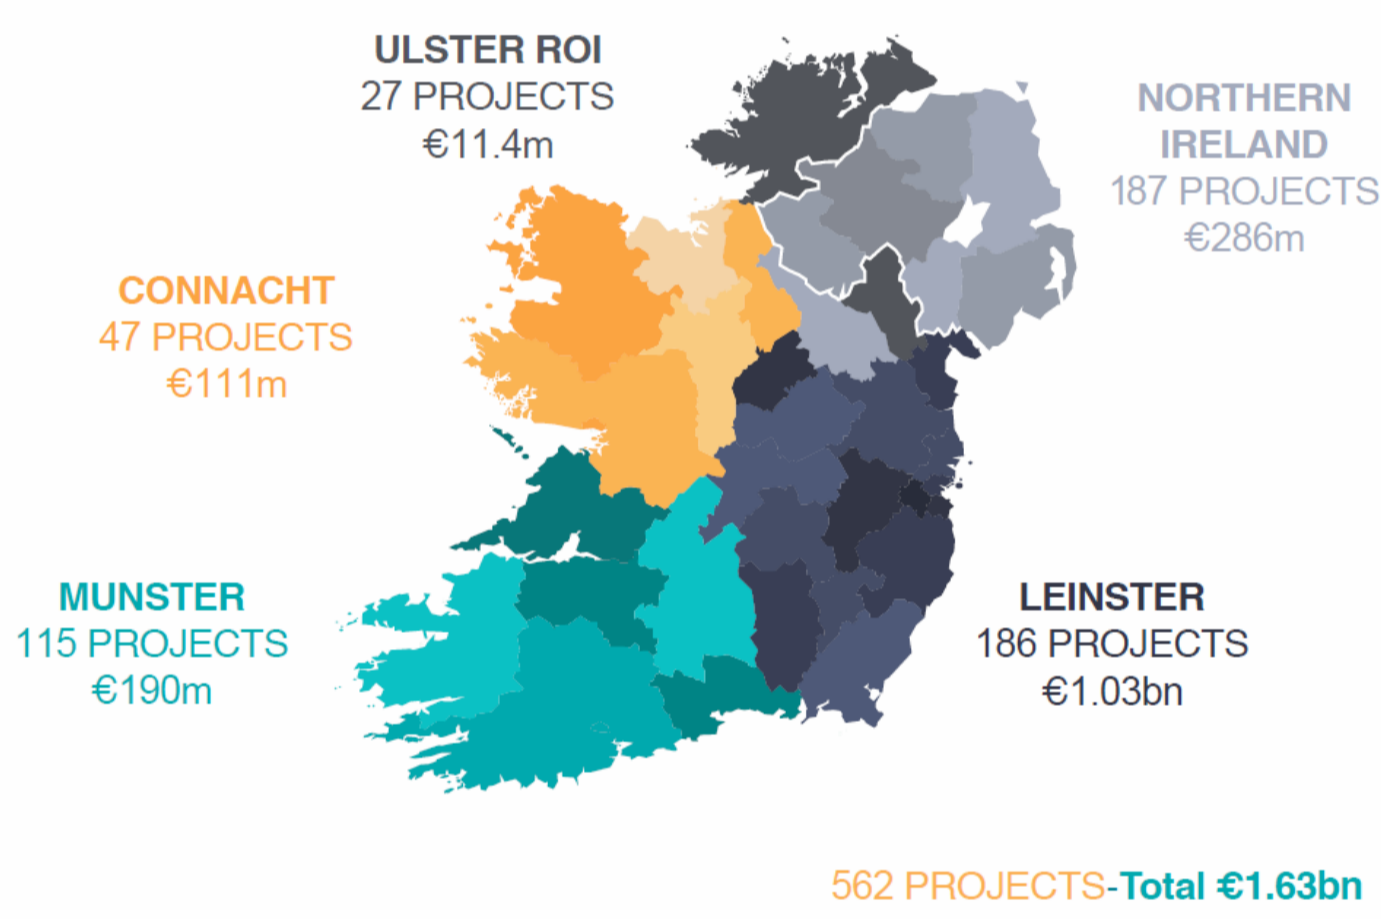 ULSTER ROI
27 PROJECTS
€11.4m
NORTHERN
IRELAND
187 PROJECTS
€286m
CONNACHT
47 PROJECTS
€111m
MUNSTER
115 PROJECTS
€190m
LEINSTER
186 PROJECTS
€1.03bn
562 PROJECTS-Total €1.63bn